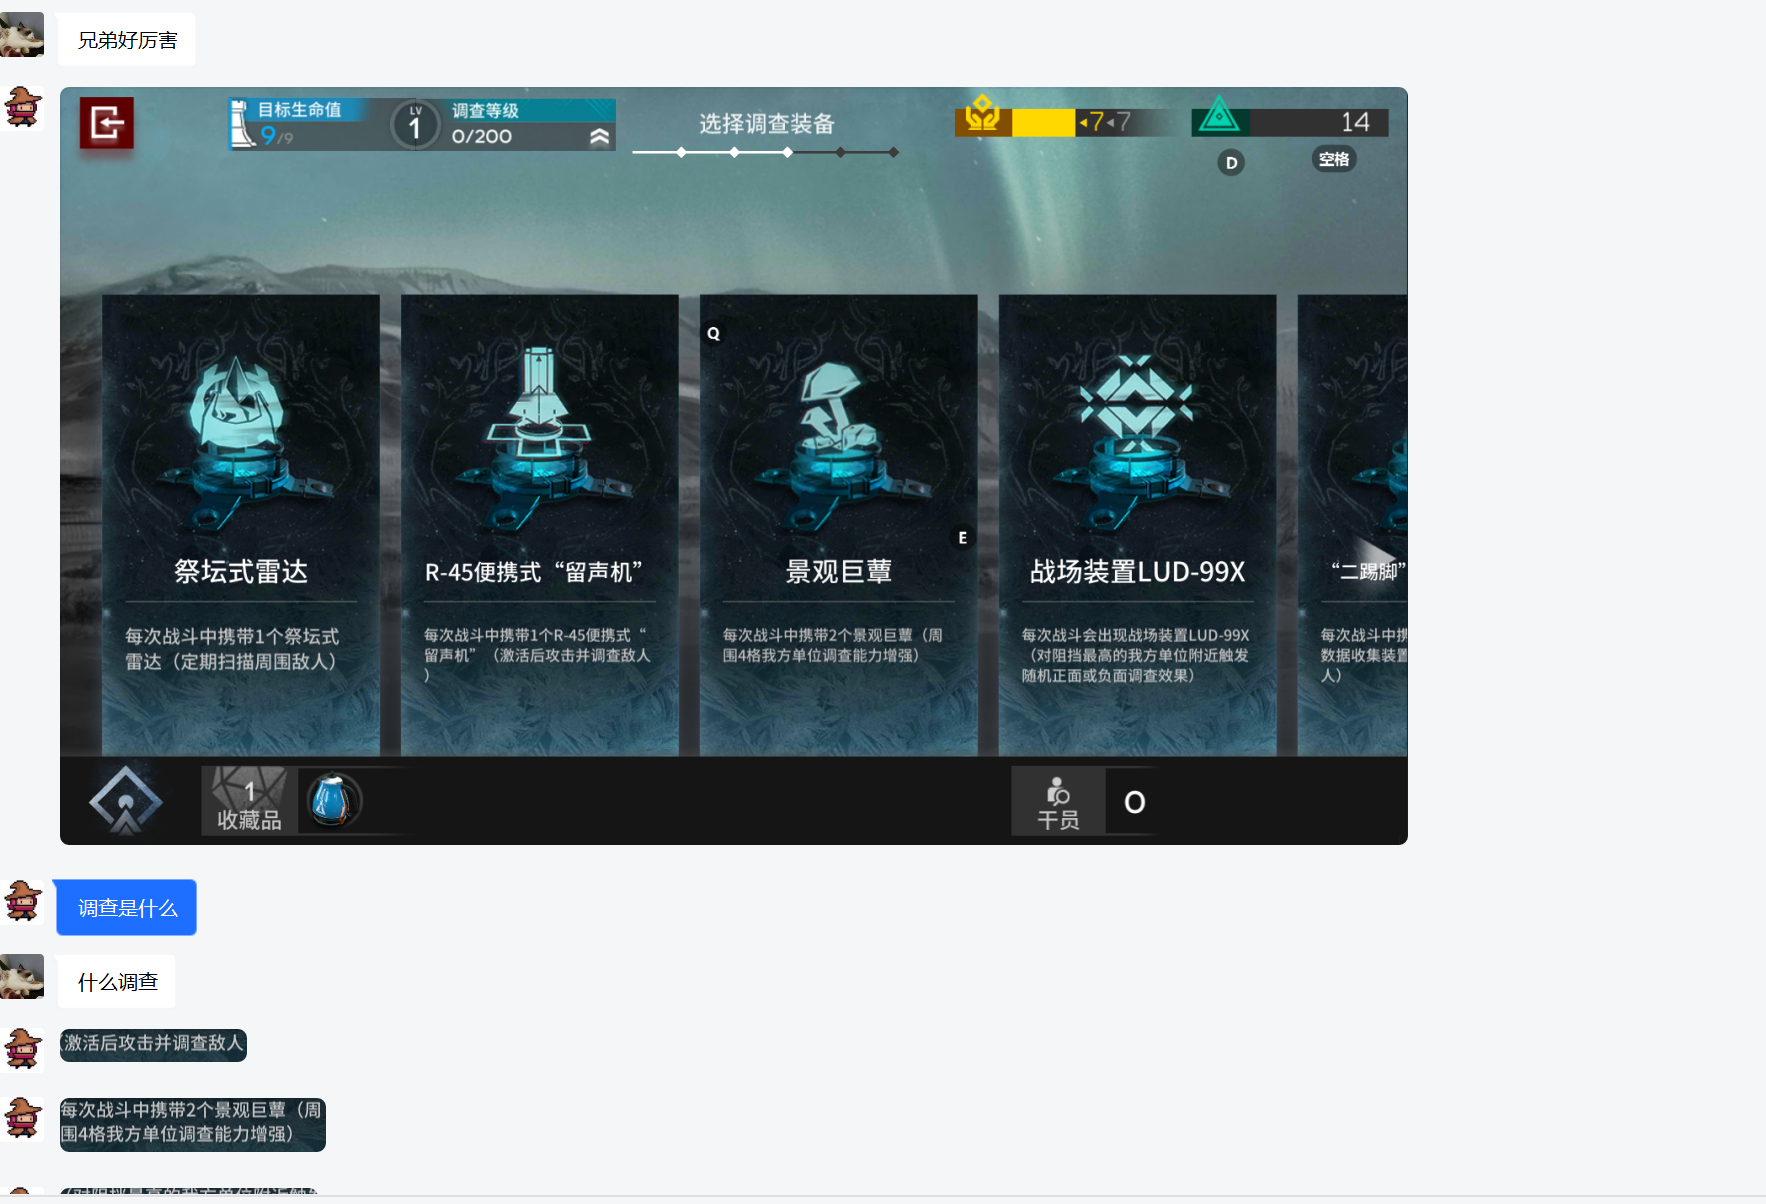 兄弟好厉害
目标生命值
9/9
LV
1
调查等级
0/200
选择调查装备
7 7
14
D
空格
Q
E
祭坛式雷达
每次战斗中携带1个祭坛式
雷达（定期扫描周围敌人）
R-45便携式“留声机”
每次战斗中携带1个R-45便携式“
留声机”（激活后攻击并调查敌人
）
景观巨蕈
每次战斗中携带2个景观巨蕈（周
围4格我方单位调查能力增强）
战场装置LUD-99X
每次战斗会出现战场装置LUD-99X
（对阻挡最高的我方单位附近触发
随机正面或负面调查效果）
“二踢脚”
每次战斗中携
数据收集装置
人）
1
收藏品
干员
0
调查是什么
什么调查
（激活后攻击并调查敌人
每次战斗中携带2个景观巨蕈（周
围4格我方单位调查能力增强）